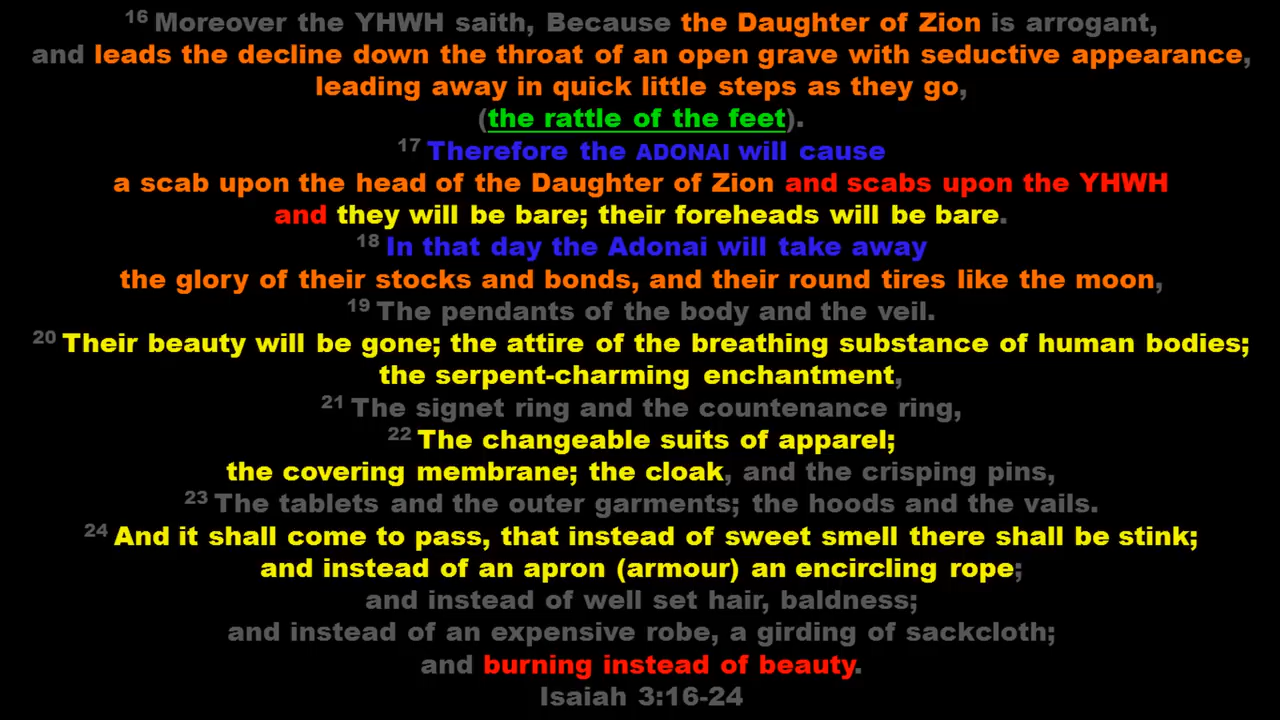 16 Moreover the YHWH saith, Because the Daughter of Zion is arrogant,
and leads the decline down the throat of an open grave with seductive appearance,
leading away in quick little steps as they go,
(the rattle of the feet).
17 Therefore the ADONAI will cause
a scab upon the head of the Daughter of Zion and scabs upon the YHWH
and they will be bare; their foreheads will be bare.
18 In that day the Adonai will take away
the glory of their stocks and bonds, and their round tires like the moon,
19 The pendants of the body and the veil.
20 Their beauty will be gone; the attire of the breathing substance of human bodies;
the serpent-charming enchantment,
21 The signet ring and the countenance ring,
22 The changeable suits of apparel;
the covering membrane; the cloak, and the crisping pins,
23 The tablets and the outer garments; the hoods and the vails.
24 And it shall come to pass, that instead of sweet smell there shall be stink;
and instead of an apron (armour) an encircling rope;
and instead of well set hair, baldness;
and instead of an expensive robe, a girding of sackcloth;
and burning instead of beauty.
Isaiah 3:16-24